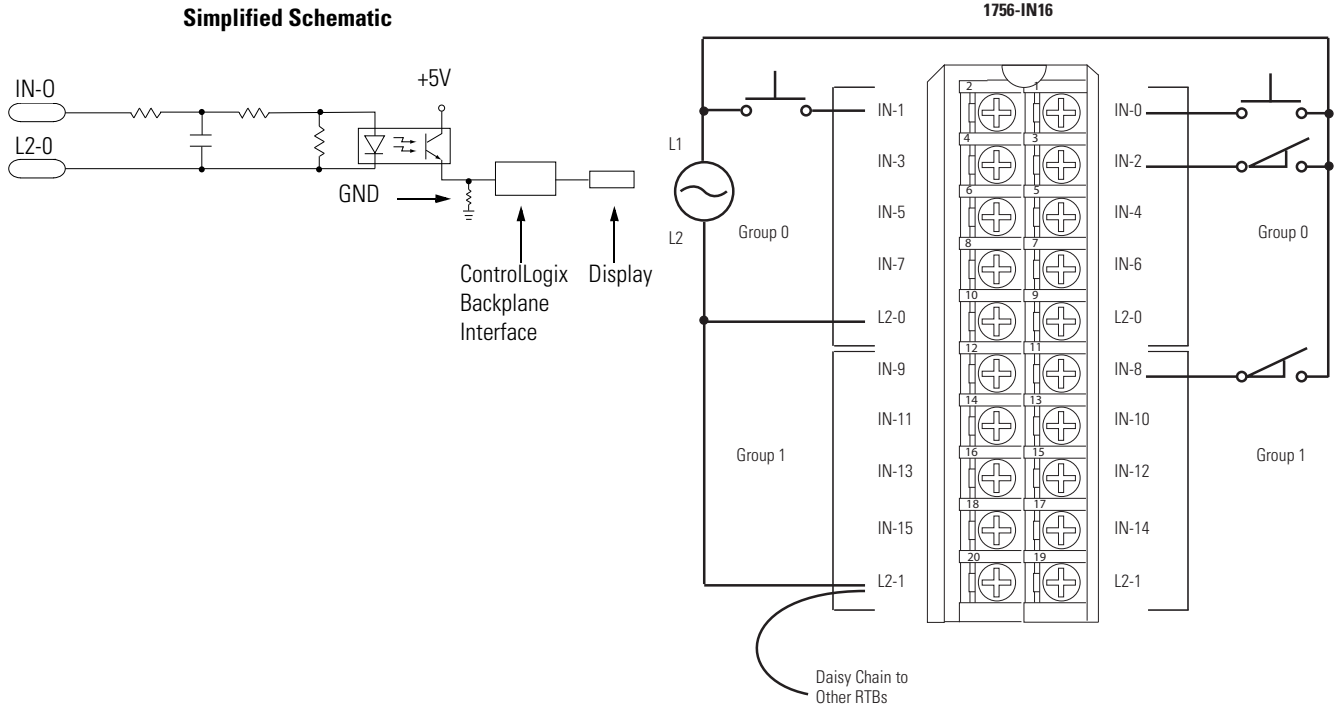 Simplified Schematic
IN-O
L2-0
+5V
GND
ControlLogix
Backplane
Interface
Display
1756-IN16
L1
L2
Group 0
Group 1
IN-1
IN-3
IN-5
IN-7
L2-0
IN-9
IN-11
IN-13
IN-15
L2-1
2 1
4 3
6 5
8 7
10 9
12 11
14 13
16 15
18 17
20 19
IN-0
IN-2
IN-4
IN-6
L2-0
IN-8
IN-10
IN-12
IN-14
L2-1
Group 0
Group 1
Daisy Chain to
Other RTBs